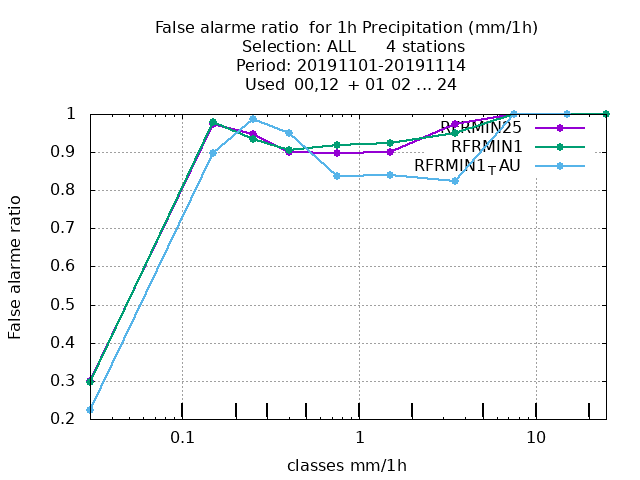 False alarme ratio  for 1h Precipitation (mm/1h)
Selection: ALL      4 stations
Period: 20191101-20191114
Used  00,12  + 01 02 ... 24
RFRMIN25
RFRMIN1
RFRMIN1TAU
1
0.9
0.8
0.7
0.6
0.5
0.4
0.3
0.2
False alarme ratio
0.1
1
10
classes mm/1h